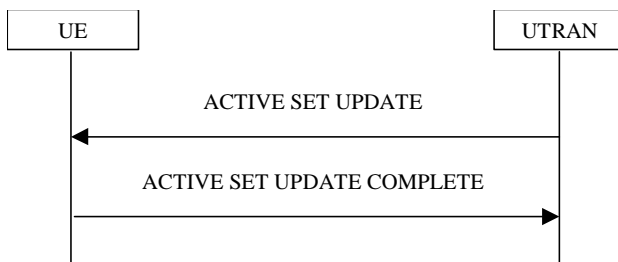 UE
UTRAN
ACTIVE SET UPDATE
ACTIVE SET UPDATE COMPLETE